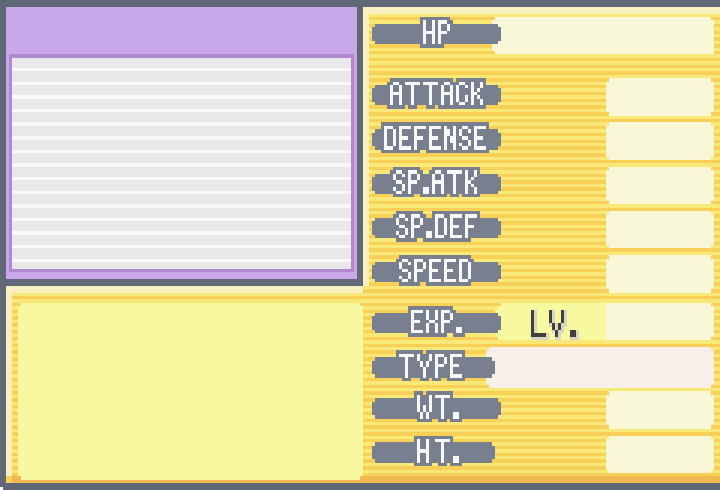 HP
ATTACK
DEFENSE
SP.ATK
SP.DEF
SPEED
EXP. LV.
TYPE
WT.
HT.